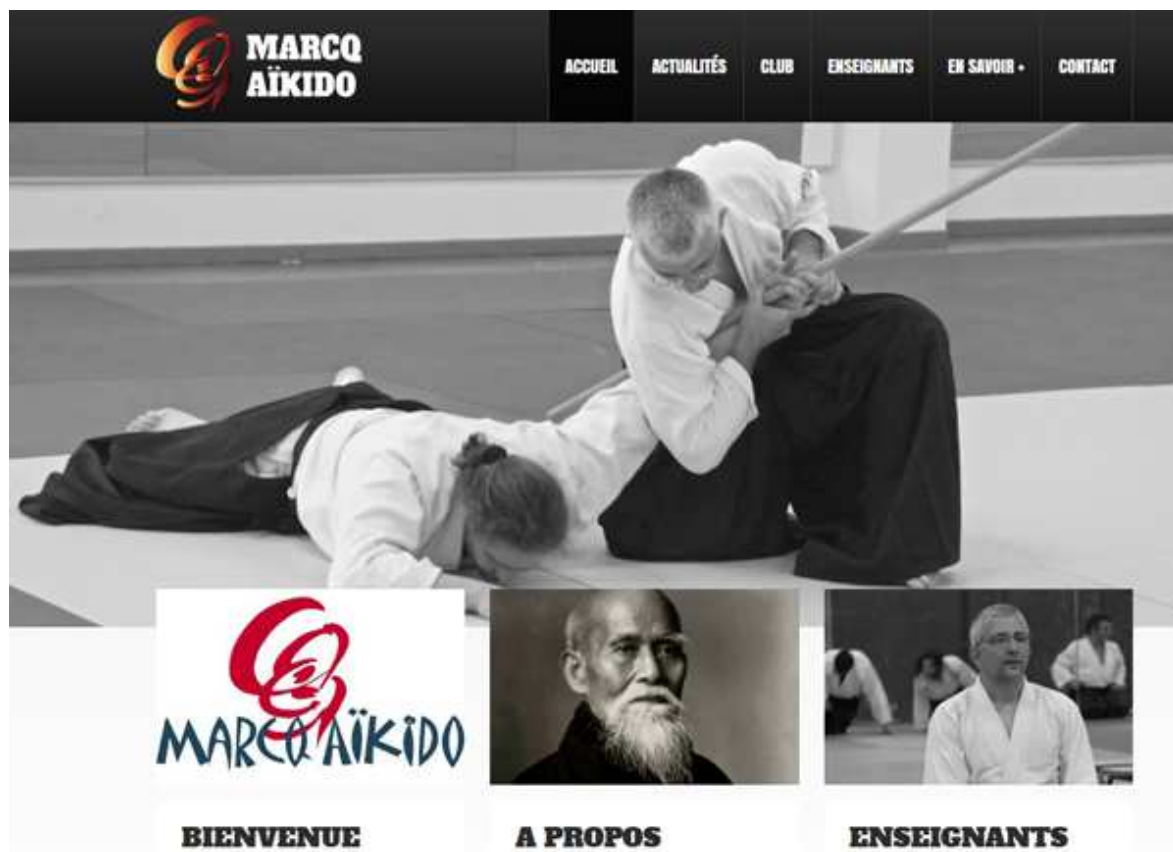 MARCQ
AÏKIDO
ACCUEIL
ACTUALITÉS
CLUB
ENSEIGNANTS
EN SAVOIR +
CONTACT
MARCQ AÏKIDO
BIENVENUE
A PROPOS
ENSEIGNANTS